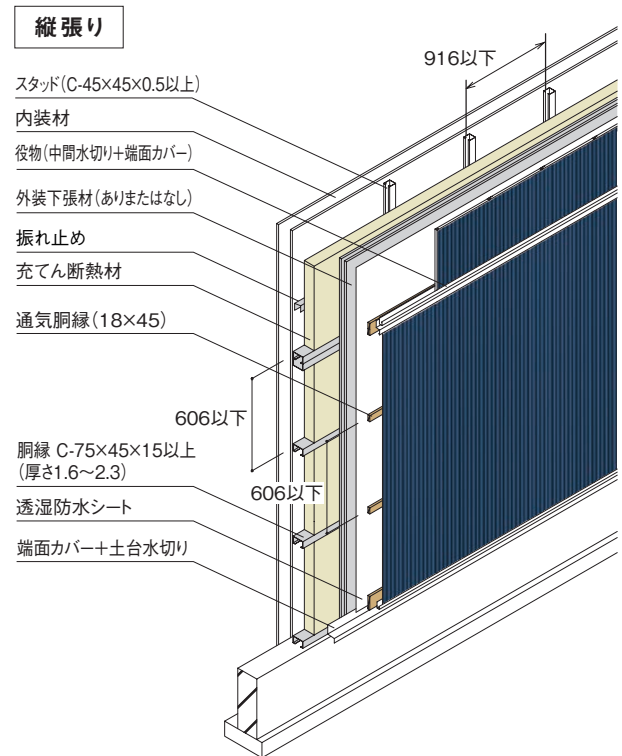 縦張り
916以下
スタッド(C-45×45×0.5以上)
内装材
役物(中間水切り+端面カバー)
外装下張材(ありまたはなし)
振れ止め
充てん断熱材
通気胴縁(18×45)
606以下
胴縁 C-75×45×15以上
(厚さ1.6～2.3)
606以下
透湿防水シート
端面カバー+土台水切り